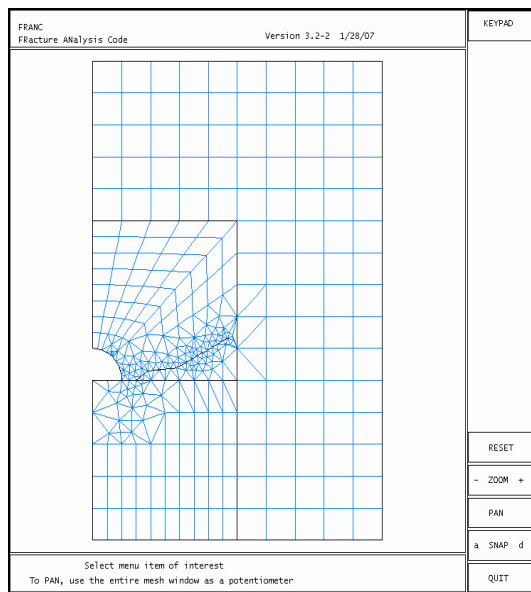 FRANC
FRacture ANalysis Code
Version 3.2-2 1/28/07
KEYPAD
RESET
- ZOOM +
PAN
a SNAP d
QUIT
Select menu item of interest
To PAN, use the entire mesh window as a potentiometer